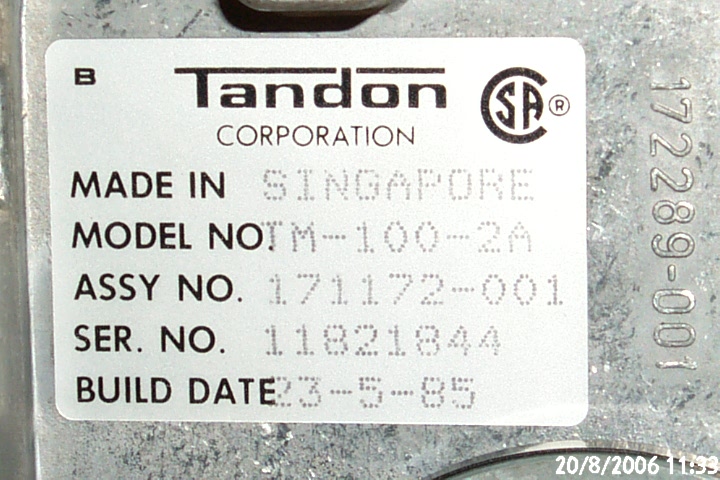 B
Tandon
CORPORATION
SA ®
MADE IN SINGAPORE
MODEL NO. TM-100-2A
ASSY NO. 171172-001
SER. NO. 11821844
BUILD DATE 23-5-85
172289-001
20/8/2006 11:33